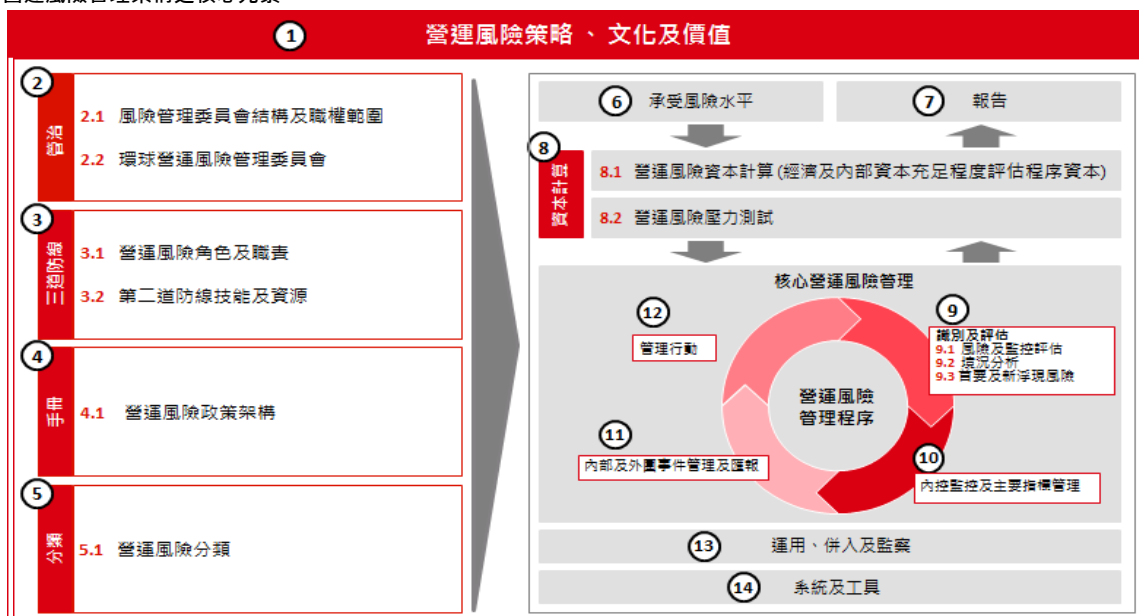 ① 營運風險策略、文化及價值
②
管治
2.1 風險管理委員會結構及職權範圍
2.2 環球營運風險管理委員會
③
三道防線
3.1 營運風險角色及職責
3.2 第二道防線技能及資源
④
手冊
4.1 營運風險政策架構
⑤
分類
5.1 營運風險分類
⑥ 承受風險水平
⑦ 報告
⑧
資本計算
8.1 營運風險資本計算(經濟及內部資本充足程度評估程序資本)
8.2 營運風險壓力測試
核心營運風險管理
⑨
識別及評估
9.1 風險及監控評估
9.2 境況分析
9.3 首要及新浮現風險
⑩
內控監控及主要指標管理
⑪
內部及外圍事件管理及匯報
⑫
管理行動
營運風險
管理程序
⑬ 運用、併入及監察
⑭ 系統及工具